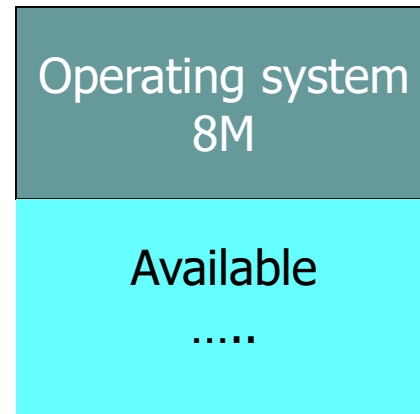 Operating system
8M
Available
.....